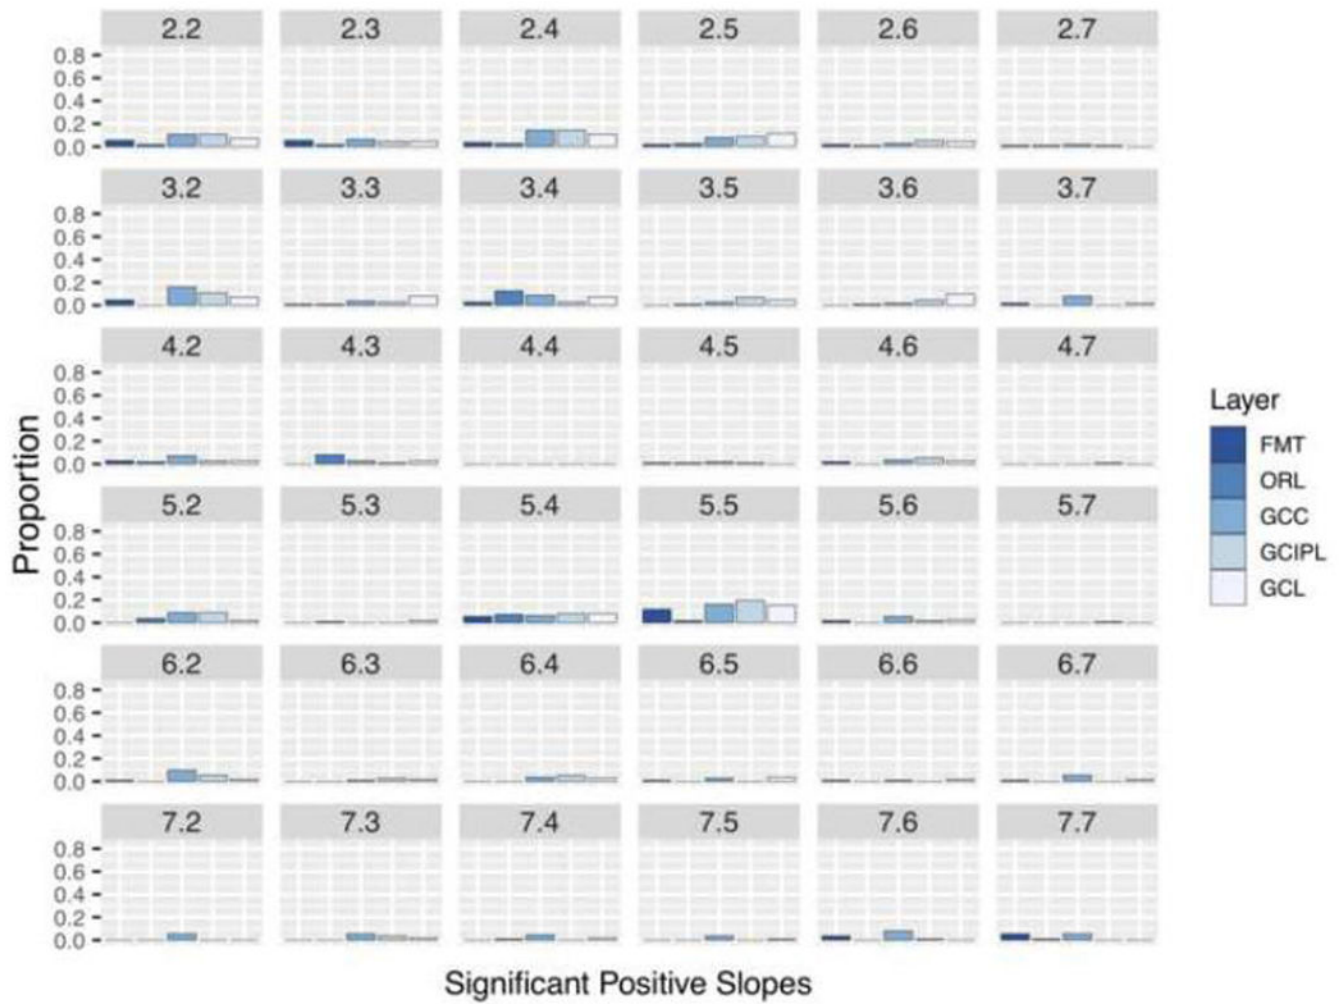 2.2 2.3 2.4 2.5 2.6 2.7
0.8
0.6
0.4
0.2
0.0
3.2 3.3 3.4 3.5 3.6 3.7
0.8
0.6
0.4
0.2
0.0
4.2 4.3 4.4 4.5 4.6 4.7
0.8
0.6
0.4
0.2
0.0
5.2 5.3 5.4 5.5 5.6 5.7
0.8
0.6
0.4
0.2
0.0
6.2 6.3 6.4 6.5 6.6 6.7
0.8
0.6
0.4
0.2
0.0
7.2 7.3 7.4 7.5 7.6 7.7
0.8
0.6
0.4
0.2
0.0
Proportion
Significant Positive Slopes
Layer
FMT
ORL
GCC
GCIPL
GCL